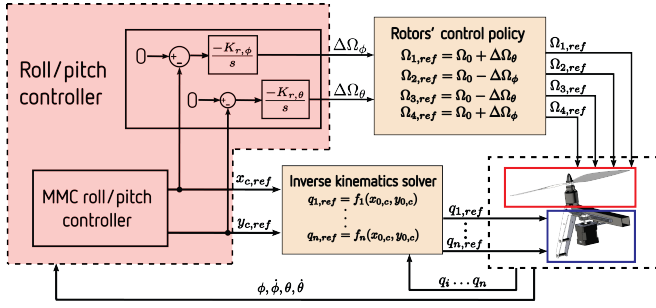 Roll/pitch
controller
0
−
+
−K_{r,ϕ}
s
ΔΩ_ϕ
0
+
−
−K_{r,θ}
s
ΔΩ_θ
Rotors' control policy
Ω_{1,ref} = Ω_0 + ΔΩ_θ
Ω_{2,ref} = Ω_0 − ΔΩ_ϕ
Ω_{3,ref} = Ω_0 − ΔΩ_θ
Ω_{4,ref} = Ω_0 + ΔΩ_ϕ
Ω_{1,ref}
Ω_{2,ref}
Ω_{3,ref}
Ω_{4,ref}
MMC roll/pitch
controller
x_{c,ref}
y_{c,ref}
Inverse kinematics solver
q_{1,ref} = f_1(x_{0,c}, y_{0,c})
⋮
q_{n,ref} = f_n(x_{0,c}, y_{0,c})
q_{1,ref}
⋮
q_{n,ref}
q_i … q_n
ϕ, ϕ̇, θ, θ̇